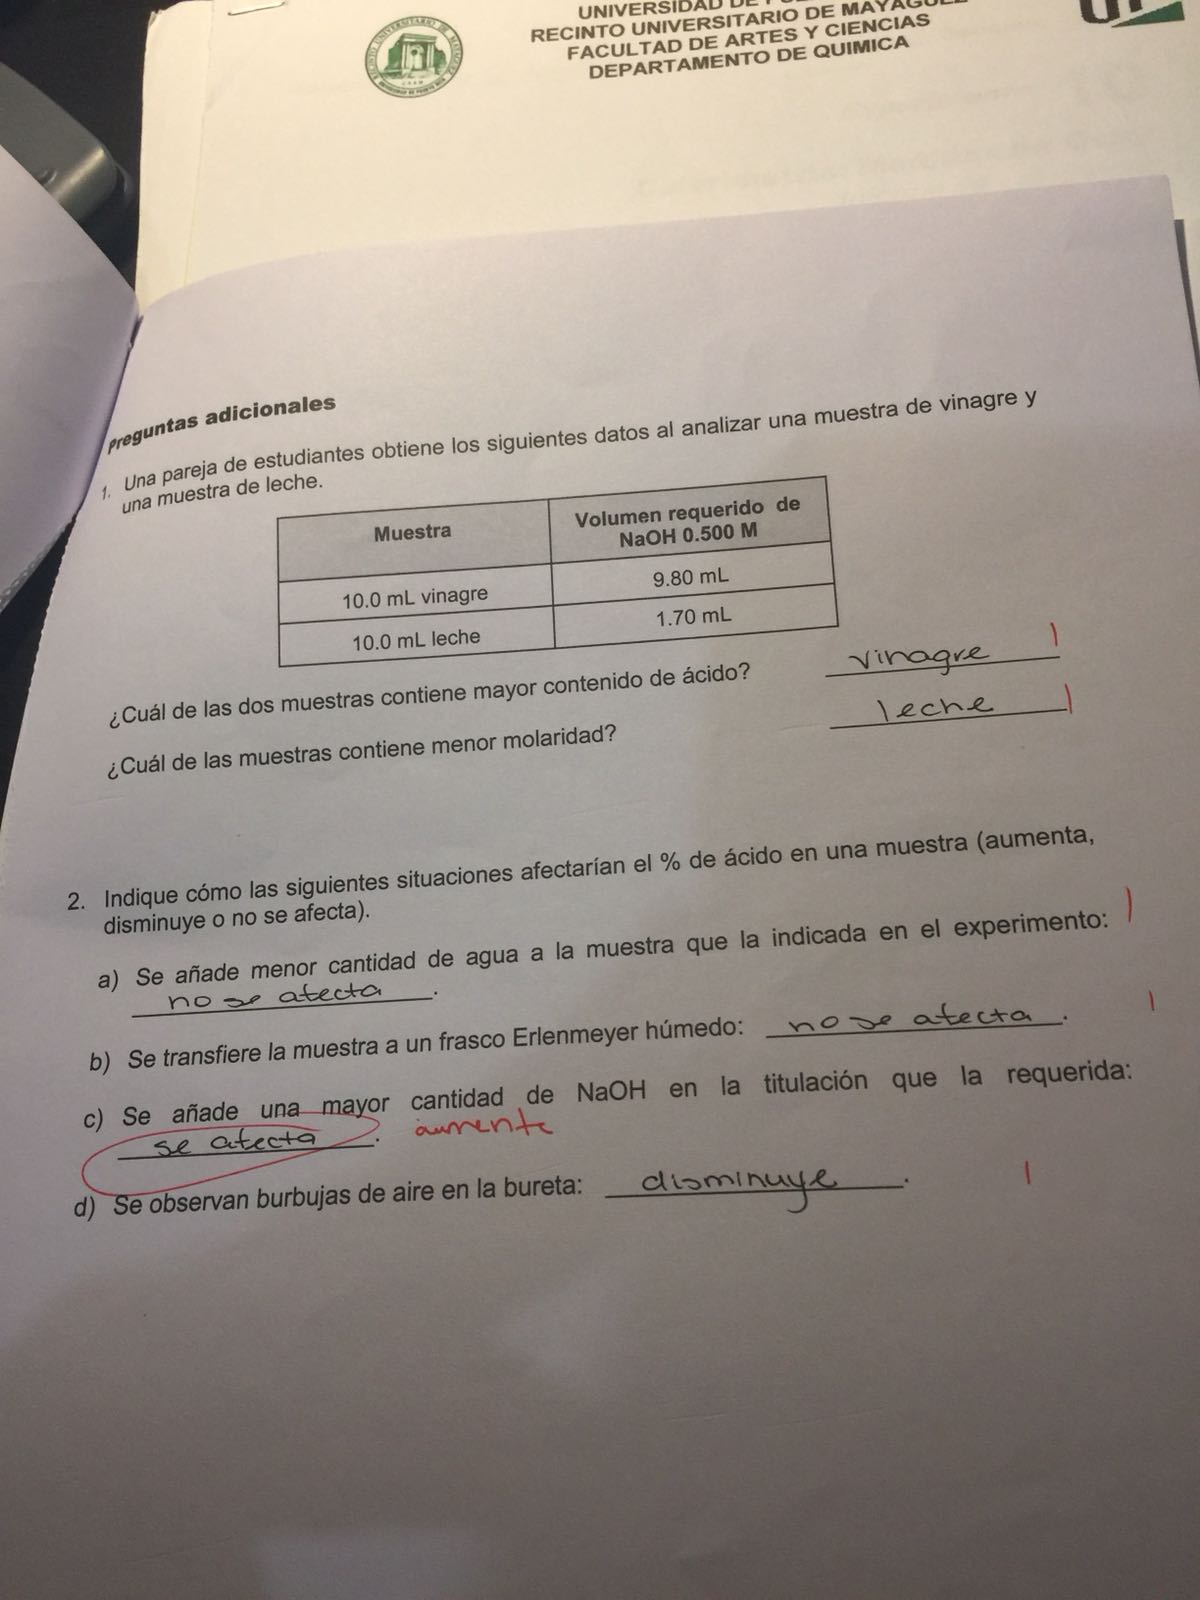 UNIVERSIDAD DE
RECINTO UNIVERSITARIO DE MAYAGÜEZ
FACULTAD DE ARTES Y CIENCIAS
DEPARTAMENTO DE QUIMICA
Preguntas adicionales
1. Una pareja de estudiantes obtiene los siguientes datos al analizar una muestra de vinagre y
una muestra de leche.
Muestra
Volumen requerido de
NaOH 0.500 M
10.0 mL vinagre
9.80 mL
10.0 mL leche
1.70 mL
¿Cuál de las dos muestras contiene mayor contenido de ácido? vinagre 1
¿Cuál de las muestras contiene menor molaridad? leche 1
2. Indique cómo las siguientes situaciones afectarían el % de ácido en una muestra (aumenta,
disminuye o no se afecta).
a) Se añade menor cantidad de agua a la muestra que la indicada en el experimento: 1
no se afecta.
b) Se transfiere la muestra a un frasco Erlenmeyer húmedo: no se afecta. 1
c) Se añade una mayor cantidad de NaOH en la titulación que la requerida:
se afecta. aumenta
d) Se observan burbujas de aire en la bureta: disminuye. 1